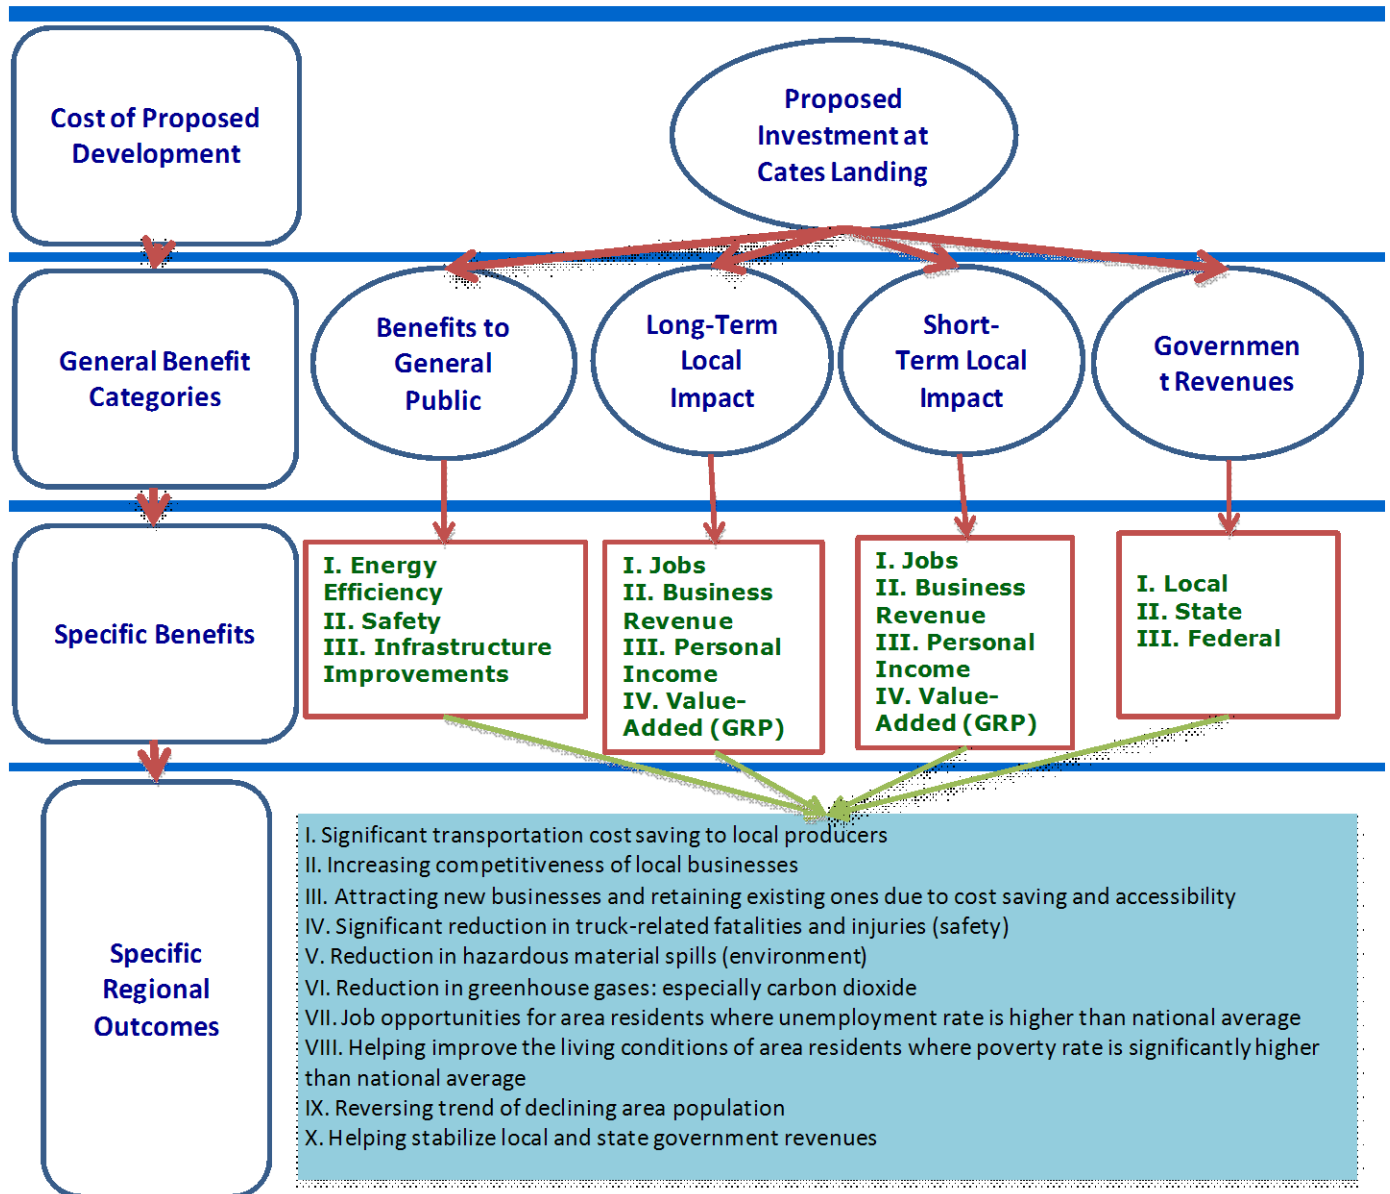 Cost of Proposed
Development
Proposed
Investment at
Cates Landing
General Benefit
Categories
Benefits to
General
Public
Long-Term
Local
Impact
Short-
Term Local
Impact
Governmen
t Revenues
Specific Benefits
I. Energy
Efficiency
II. Safety
III. Infrastructure
Improvements
I. Jobs
II. Business
Revenue
III. Personal
Income
IV. Value-
Added (GRP)
I. Jobs
II. Business
Revenue
III. Personal
Income
IV. Value-
Added (GRP)
I. Local
II. State
III. Federal
Specific
Regional
Outcomes
I. Significant transportation cost saving to local producers
II. Increasing competitiveness of local businesses
III. Attracting new businesses and retaining existing ones due to cost saving and accessibility
IV. Significant reduction in truck-related fatalities and injuries (safety)
V. Reduction in hazardous material spills (environment)
VI. Reduction in greenhouse gases: especially carbon dioxide
VII. Job opportunities for area residents where unemployment rate is higher than national average
VIII. Helping improve the living conditions of area residents where poverty rate is significantly higher
than national average
IX. Reversing trend of declining area population
X. Helping stabilize local and state government revenues